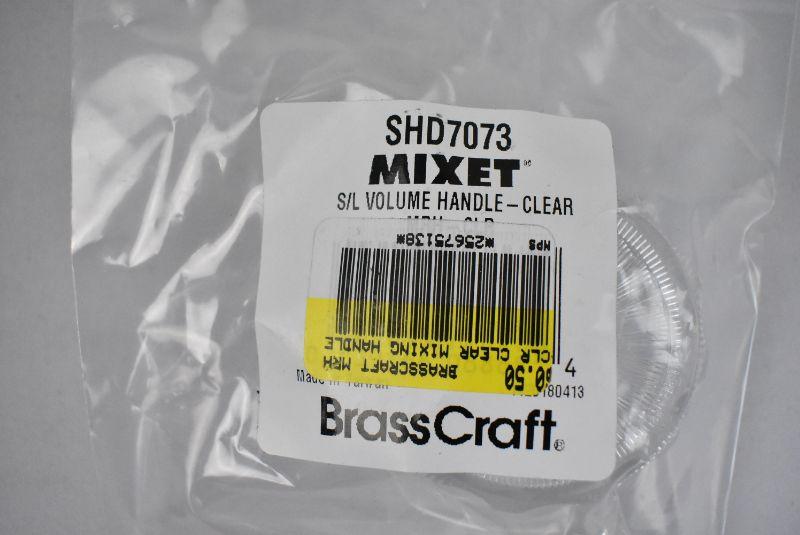 SHD7073
MIXET®
S/L VOLUME HANDLE – CLEAR
NPS
*25675138*
BRASSCRAFT MRH
CLR CLEAR MIXING HANDLE
0.50
4
Made in Taiwan
180413
BrassCraft®